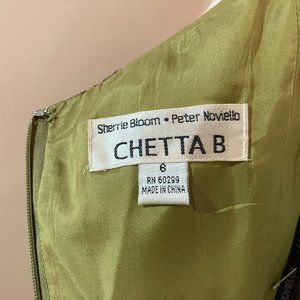 Sherrie Bloom • Peter Noviello
CHETTA B
6
RN 60299
MADE IN CHINA